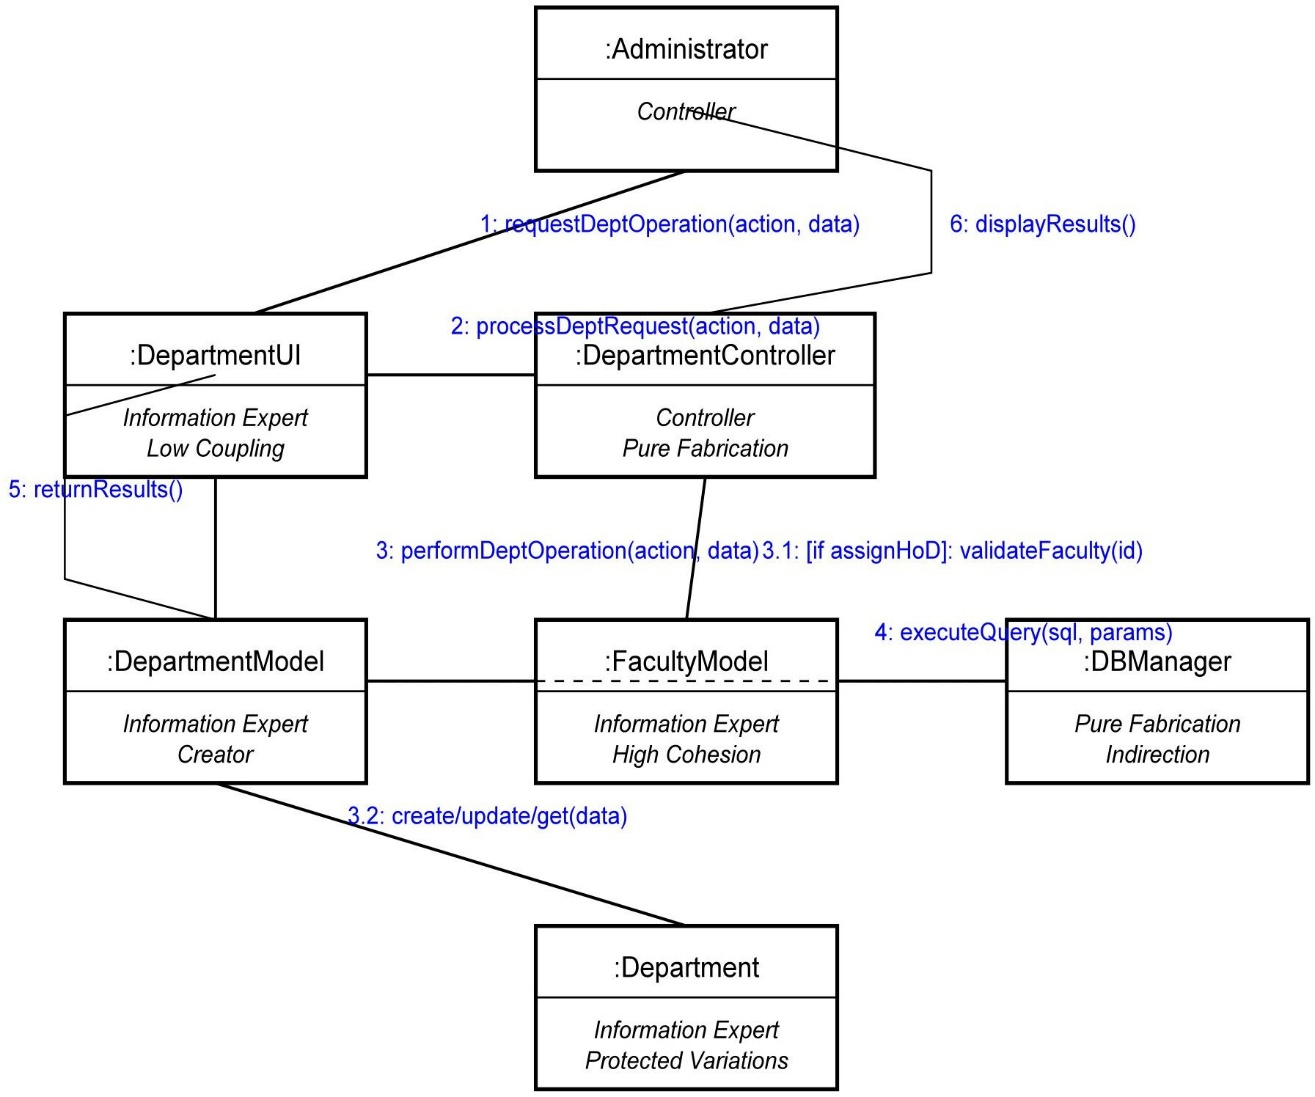 :Administrator
Controller
1: requestDeptOperation(action, data)
6: displayResults()
2: processDeptRequest(action, data)
:DepartmentUI
:DepartmentController
Information Expert
Low Coupling
Controller
Pure Fabrication
5: returnResults()
3: performDeptOperation(action, data)
3.1: [if assignHoD]: validateFaculty(id)
4: executeQuery(sql, params)
:DepartmentModel
:FacultyModel
:DBManager
Information Expert
Creator
Information Expert
High Cohesion
Pure Fabrication
Indirection
3.2: create/update/get(data)
:Department
Information Expert
Protected Variations